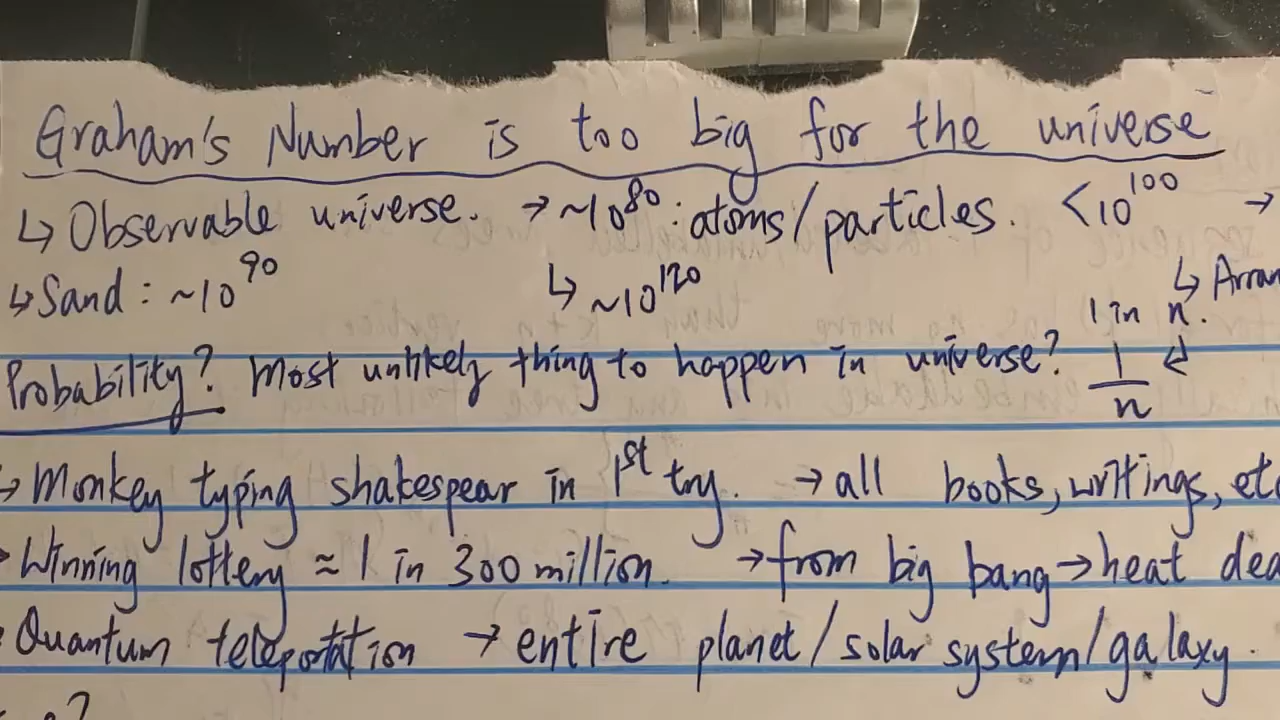 Graham's Number is too big for the universe
↳ Observable universe. → ~10^80 : atoms/particles. <10^100 →
↳ Sand : ~10^90 ↳ ~10^120 ↳ Arran
1 in n.
Probability? Most unlikely thing to happen in universe? 1/n
→ Monkey typing shakespear in 1st try. → all books, writings, etc
→ Winning lottery ≈ 1 in 300 million. → from big bang → heat dea
→ Quantum teleportation → entire planet/solar system/galaxy.